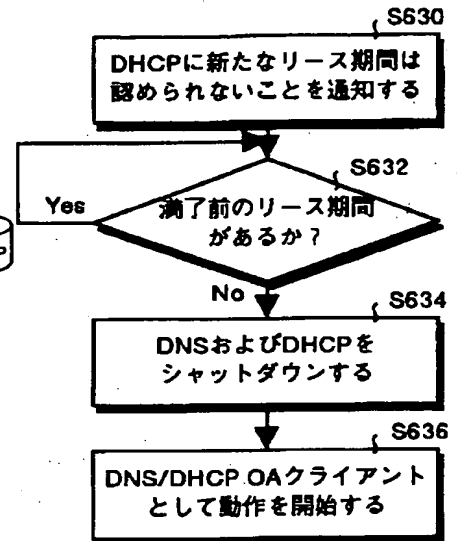 S630
DHCPに新たなリース期間は
認められないことを通知する
S632
Yes
満了前のリース期間
があるか？
No
S634
DNSおよびDHCPを
シャットダウンする
S636
DNS/DHCP OAクライアント
として動作を開始する